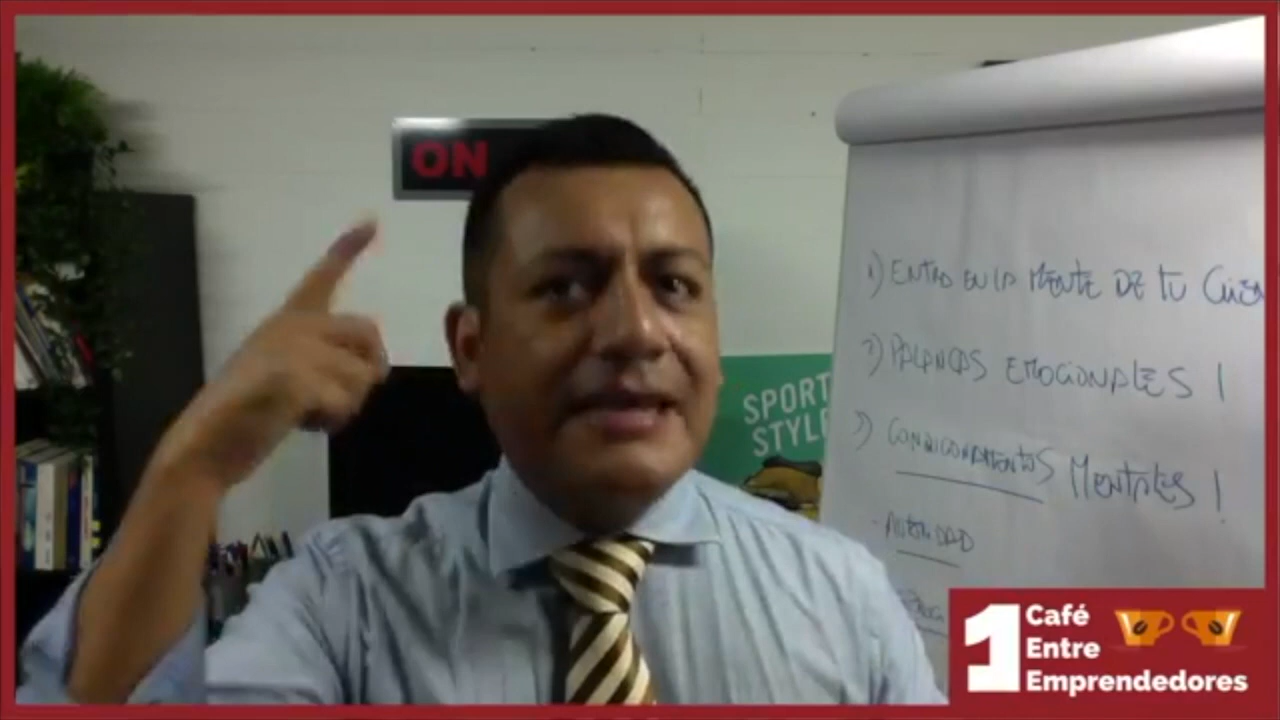 ON
SPORT
STYLE
1) ENTRO EN LA MENTE DE TU
2) PALANCAS EMOCIONALES !
3) CONDICIONAMIENTOS MENTALES !
- AUTORIDAD
1 Café
Entre
Emprendedores